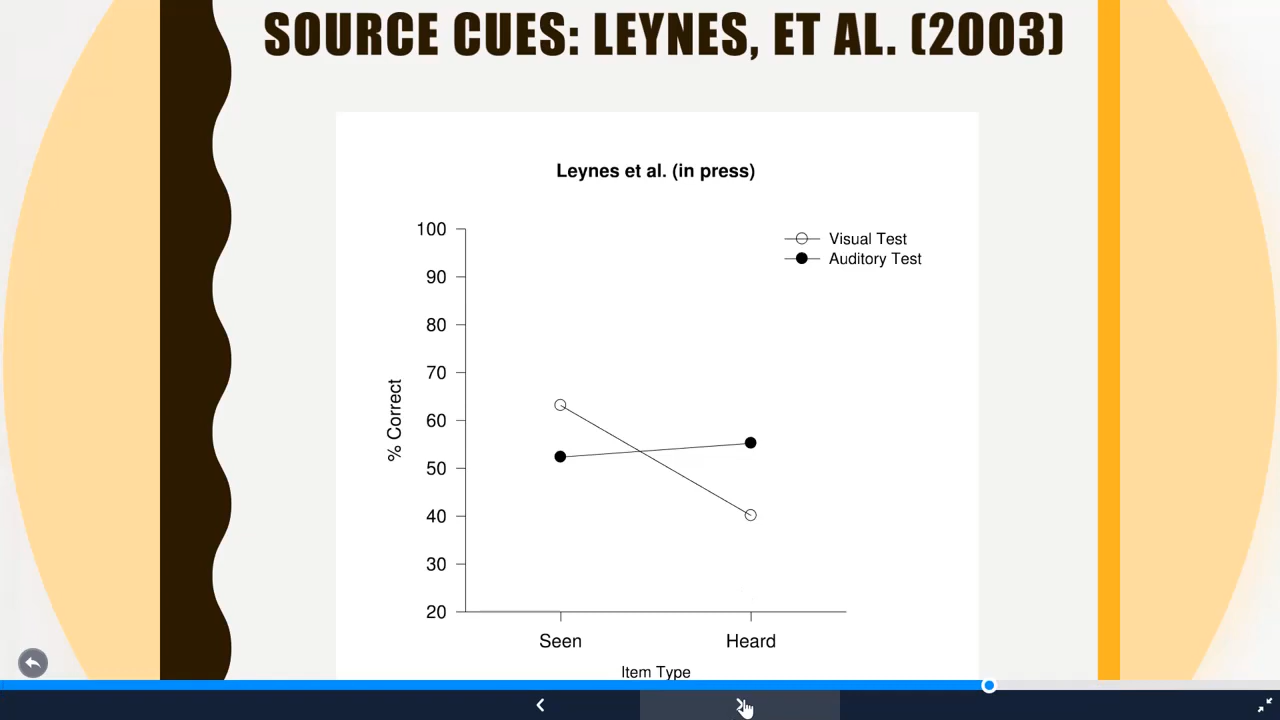 SOURCE CUES: LEYNES, ET AL. (2003)
Leynes et al. (in press)
Visual Test
Auditory Test
100
90
80
70
60
50
40
30
20
% Correct
Seen
Heard
Item Type